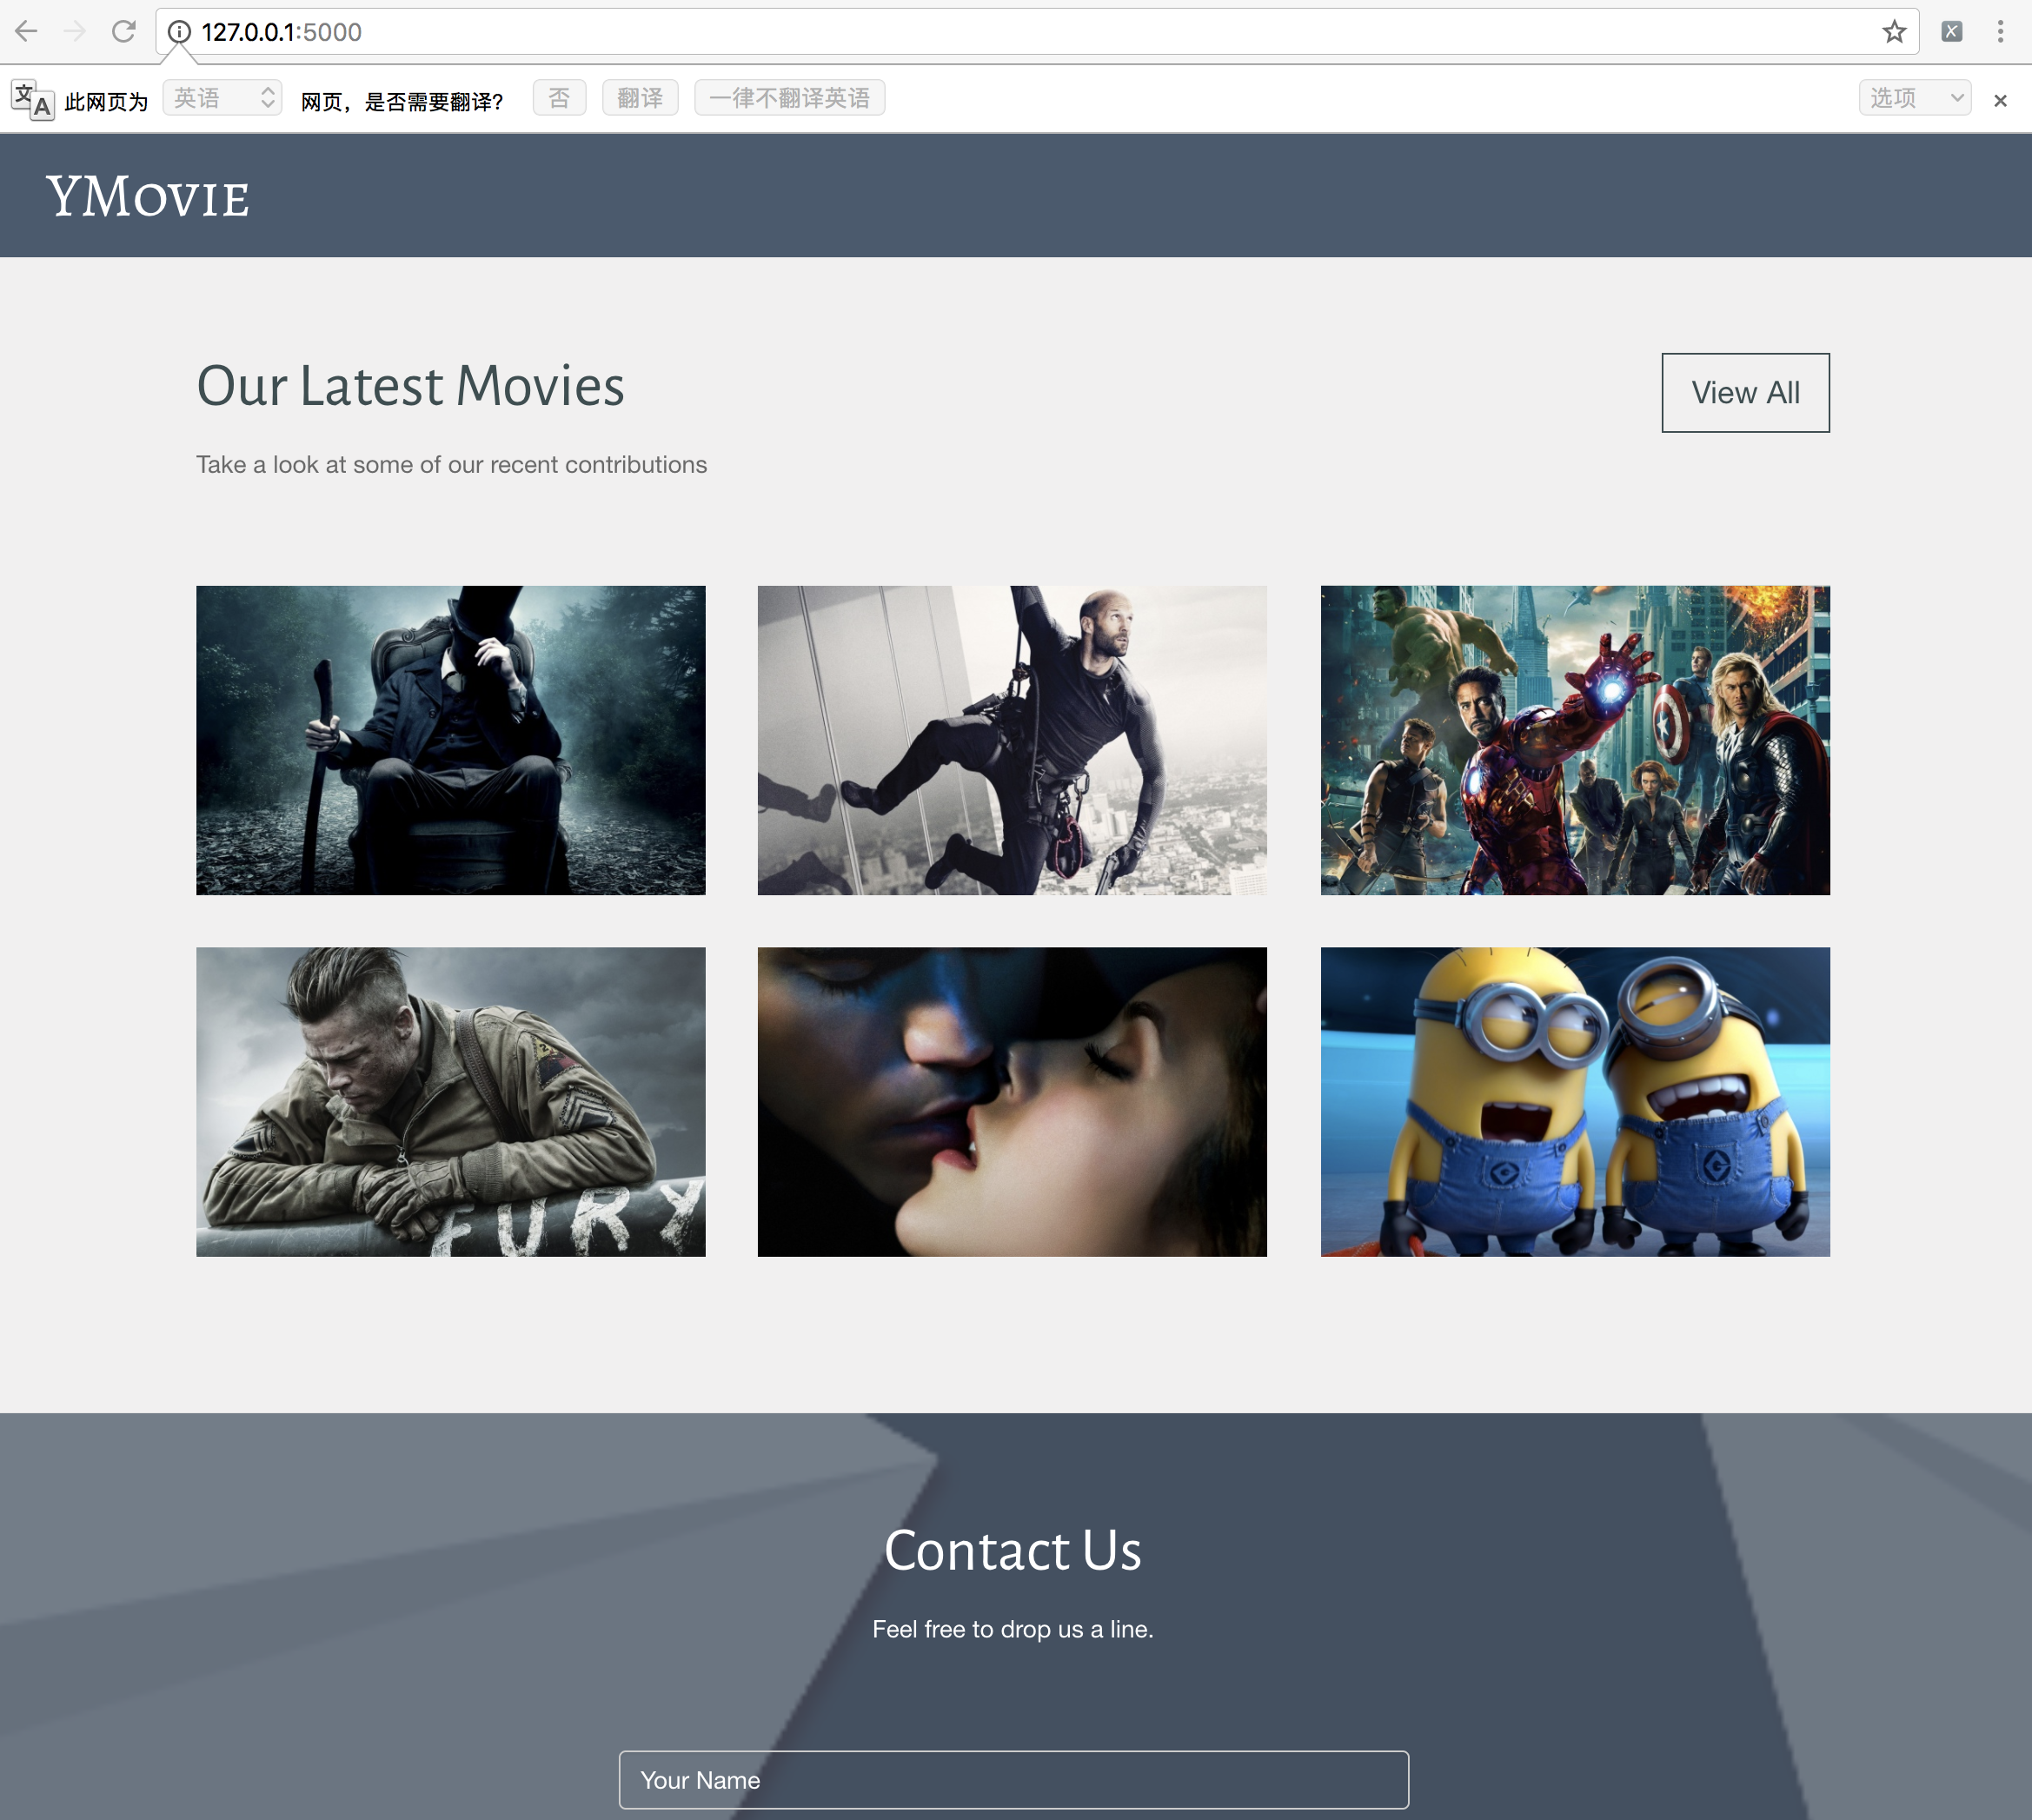 127.0.0.1:5000
文A 此网页为 英语 网页，是否需要翻译? 否 翻译 一律不翻译英语 选项 ×
YMovie
Our Latest Movies
View All
Take a look at some of our recent contributions
FURY
Contact Us
Feel free to drop us a line.
Your Name